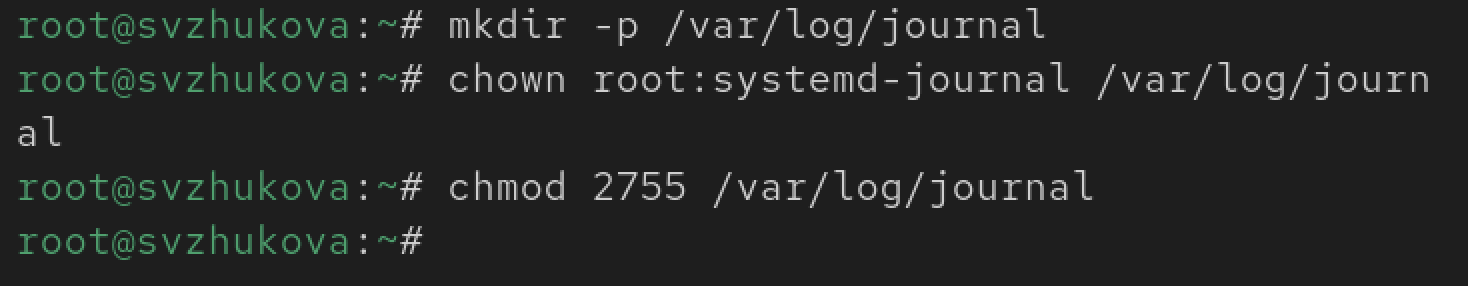 root@svzhukova:~# mkdir -p /var/log/journal
root@svzhukova:~# chown root:systemd-journal /var/log/journ
al
root@svzhukova:~# chmod 2755 /var/log/journal
root@svzhukova:~#